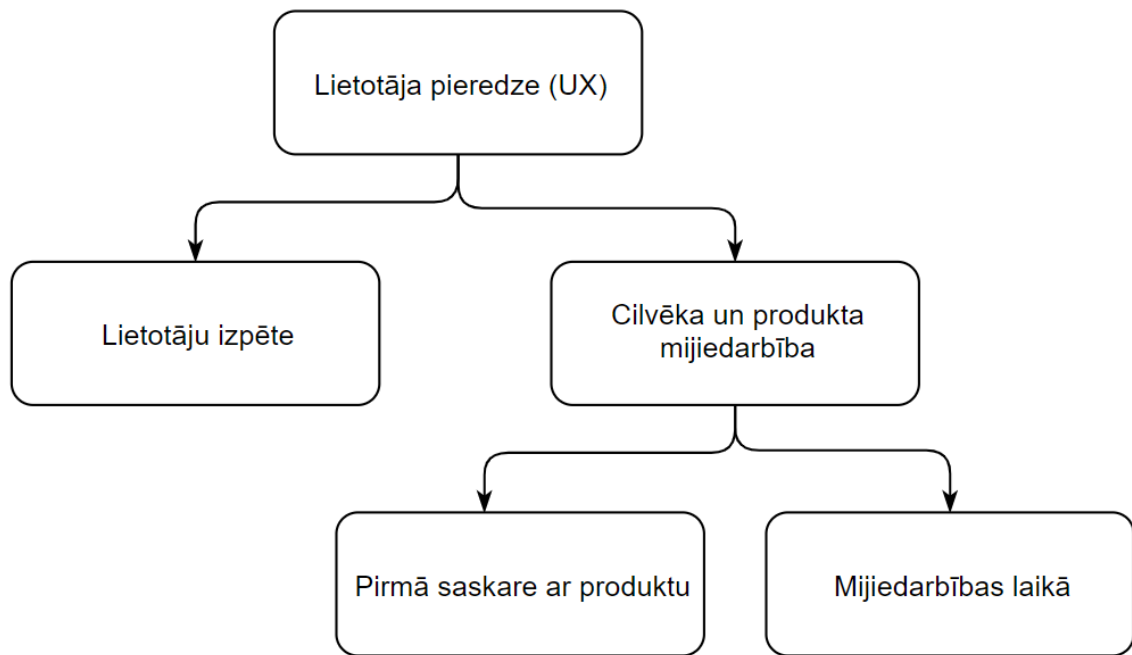 Lietotāja pieredze (UX)
Lietotāju izpēte
Cilvēka un produkta
mijiedarbība
Pirmā saskare ar produktu
Mijiedarbības laikā